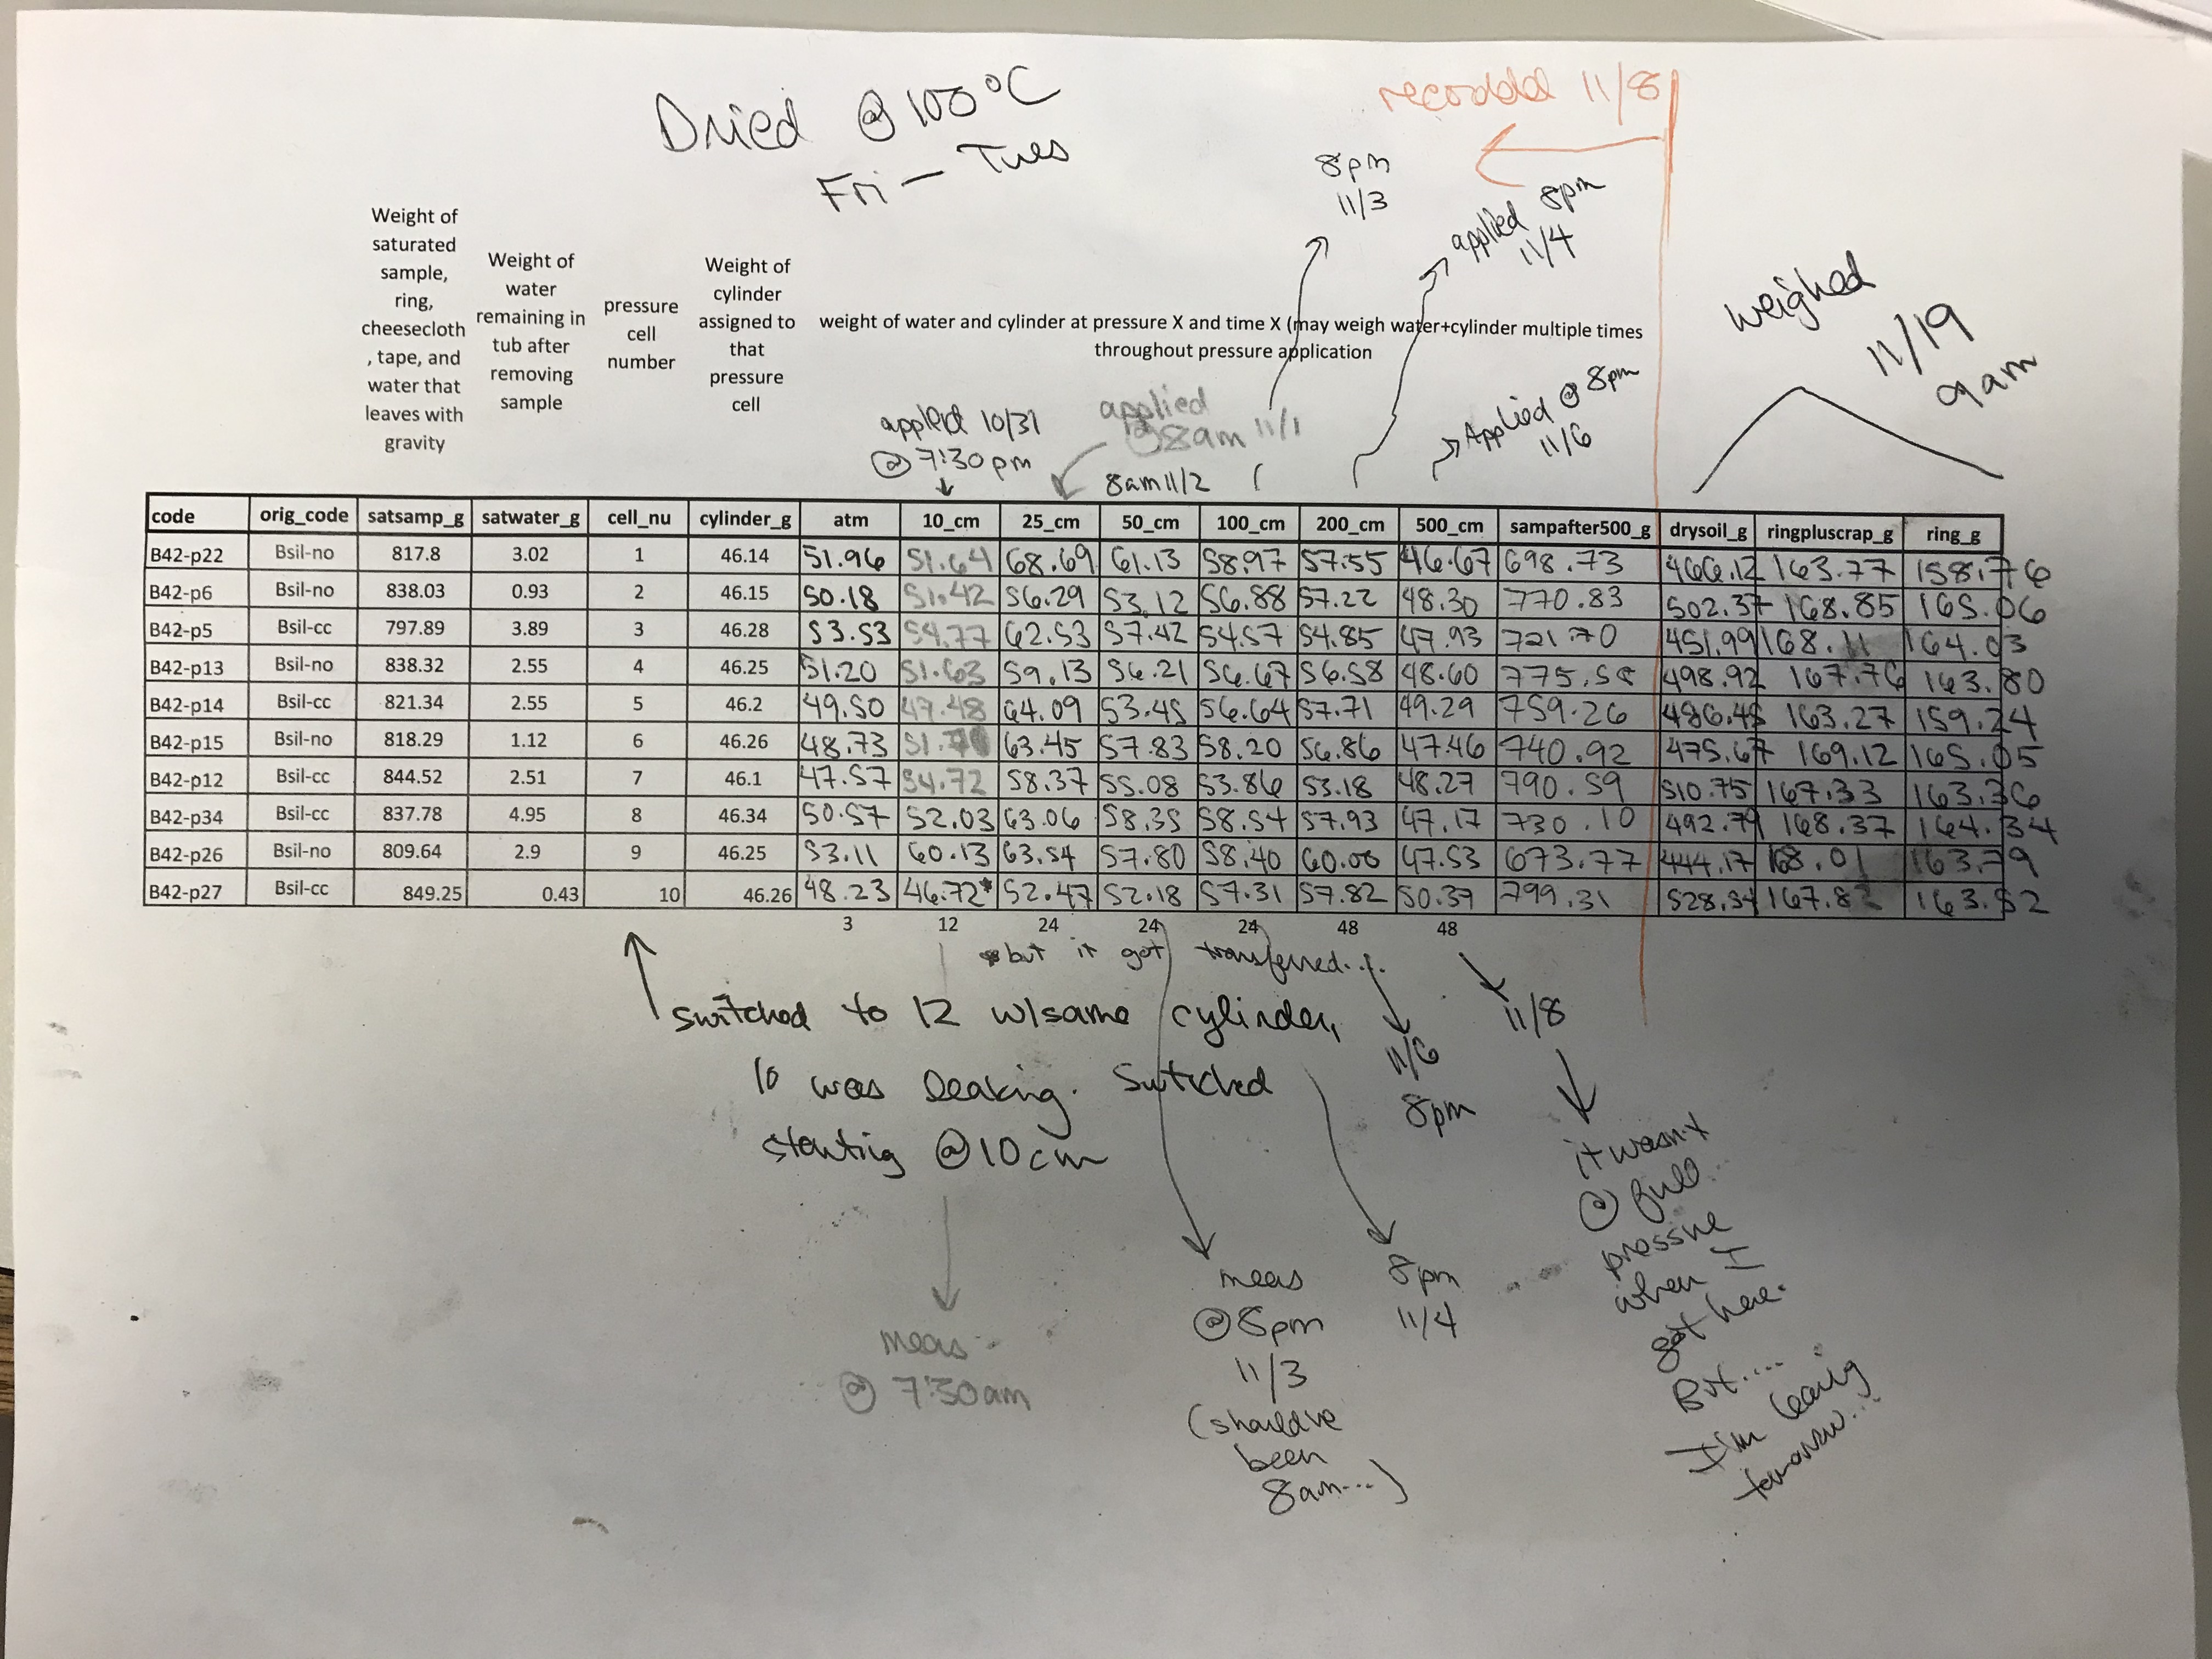 Dried @ 100°C
Fri - Tues
recorddd 11/8
8pm
11/3
applied 8pm
11/4
weighed
11/19
9am
Weight of
saturated
sample,
ring,
cheesecloth
, tape, and
water that
leaves with
gravity
Weight of
water
remaining in
tub after
removing
sample
pressure
cell
number
Weight of
cylinder
assigned to
that
pressure
cell
weight of water and cylinder at pressure X and time X (may weigh water+cylinder multiple times
throughout pressure application
applied 10/31
@ 7:30pm
applied
@8am 11/1
8am 11/2
Applied @ 8pm
11/6
code orig_code satsamp_g satwater_g cell_nu cylinder_g atm 10_cm 25_cm 50_cm 100_cm 200_cm 500_cm sampafter500_g drysoil_g ringpluscrap_g ring_g
B42-p22 Bsil-no 817.8 3.02 1 46.14 51.96 51.64 68.69 61.13 58.97 57.55 46.67 698.73 466.12 163.77 158.76
B42-p6 Bsil-no 838.03 0.93 2 46.15 50.18 51.42 56.29 53.12 56.88 57.22 48.30 770.83 502.37 168.85 165.06
B42-p5 Bsil-cc 797.89 3.89 3 46.28 53.53 54.77 62.53 57.42 54.57 54.85 47.93 721.70 451.99 168.11 164.03
B42-p13 Bsil-no 838.32 2.55 4 46.25 51.20 51.63 59.13 56.21 56.67 56.58 48.60 498.92 167.76 163.80
B42-p14 Bsil-cc 821.34 2.55 5 46.2 49.50 47.48 64.09 53.45 56.64 57.71 49.29 759.26 486.45 163.27 159.24
B42-p15 Bsil-no 818.29 1.12 6 46.26 48.73 63.45 57.83 58.20 56.86 47.46 740.92 475.67 169.12 165.05
B42-p12 Bsil-cc 844.52 2.51 7 46.1 47.57 54.72 58.37 55.08 53.86 53.18 48.27 790.59 510.75 167.33 163.36
B42-p34 Bsil-cc 837.78 4.95 8 46.34 50.57 52.03 63.06 58.35 58.54 57.93 47.17 730.10 492.79 168.37 164.34
B42-p26 Bsil-no 809.64 2.9 9 46.25 53.11 60.13 63.54 57.80 58.40 60.06 47.53 673.77 444.17 168.01 163.79
B42-p27 Bsil-cc 849.25 0.43 10 46.26 48.23 46.72* 52.47 52.18 57.31 57.82 50.39 799.31 528.34 163.52
3 12 24 24 24 48 48
*but it got transferred...
switched to 12 w/same cylinder,
10 was leaking. Switched
starting @10cm
11/6
8pm
11/8
it wasn't
@ full
pressure
when I
got here.
But....
I'm leaving
tomorrow...
meas
@ 7:30am
meas
@8pm
11/3
(should've
been
8am...)
8pm
11/4